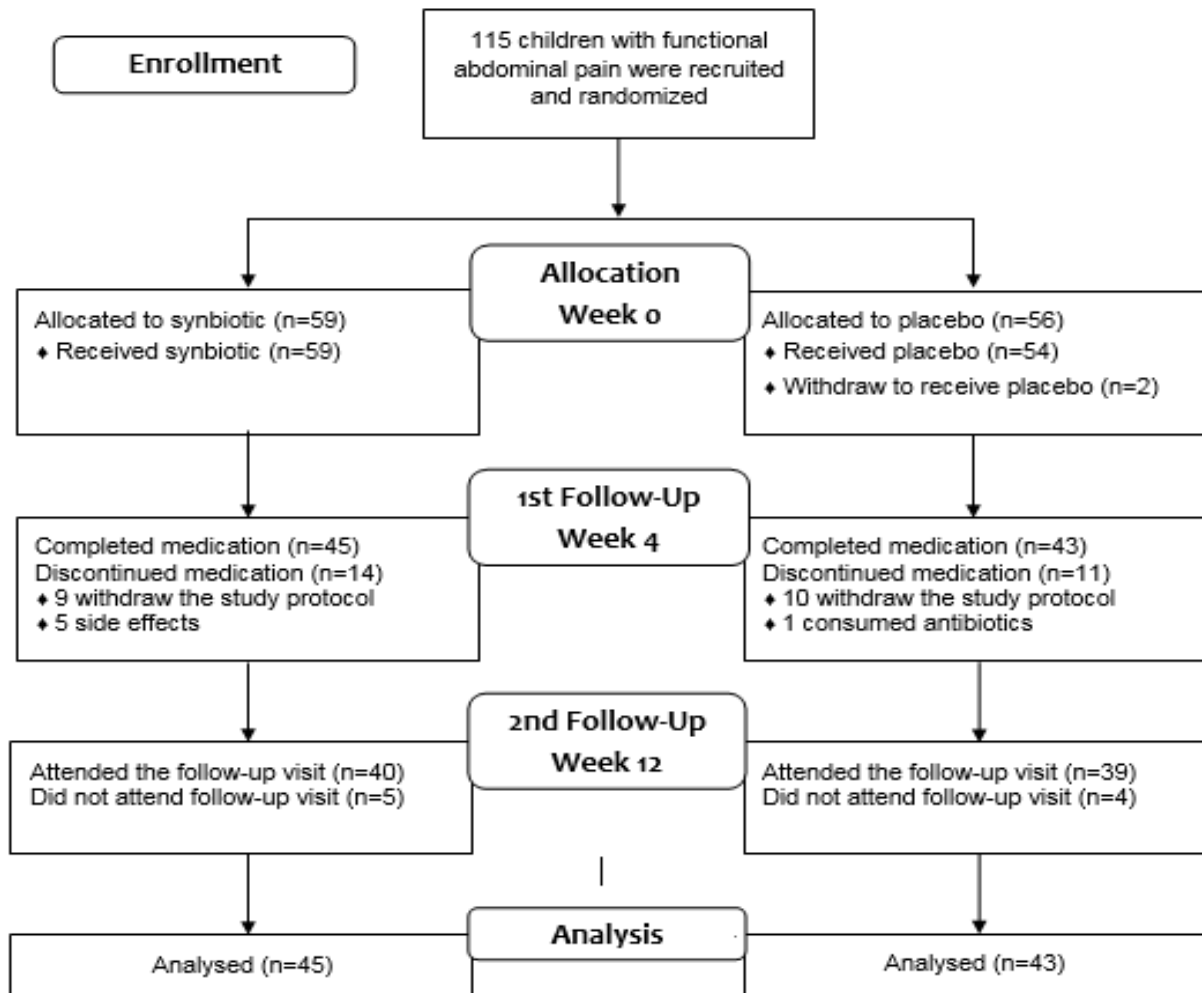 Enrollment
115 children with functional
abdominal pain were recruited
and randomized
Allocation
Week 0
Allocated to synbiotic (n=59)
♦ Received synbiotic (n=59)
Allocated to placebo (n=56)
♦ Received placebo (n=54)
♦ Withdraw to receive placebo (n=2)
1st Follow-Up
Week 4
Completed medication (n=45)
Discontinued medication (n=14)
♦ 9 withdraw the study protocol
♦ 5 side effects
Completed medication (n=43)
Discontinued medication (n=11)
♦ 10 withdraw the study protocol
♦ 1 consumed antibiotics
2nd Follow-Up
Week 12
Attended the follow-up visit (n=40)
Did not attend follow-up visit (n=5)
Attended the follow-up visit (n=39)
Did not attend follow-up visit (n=4)
Analysis
Analysed (n=45)
Analysed (n=43)